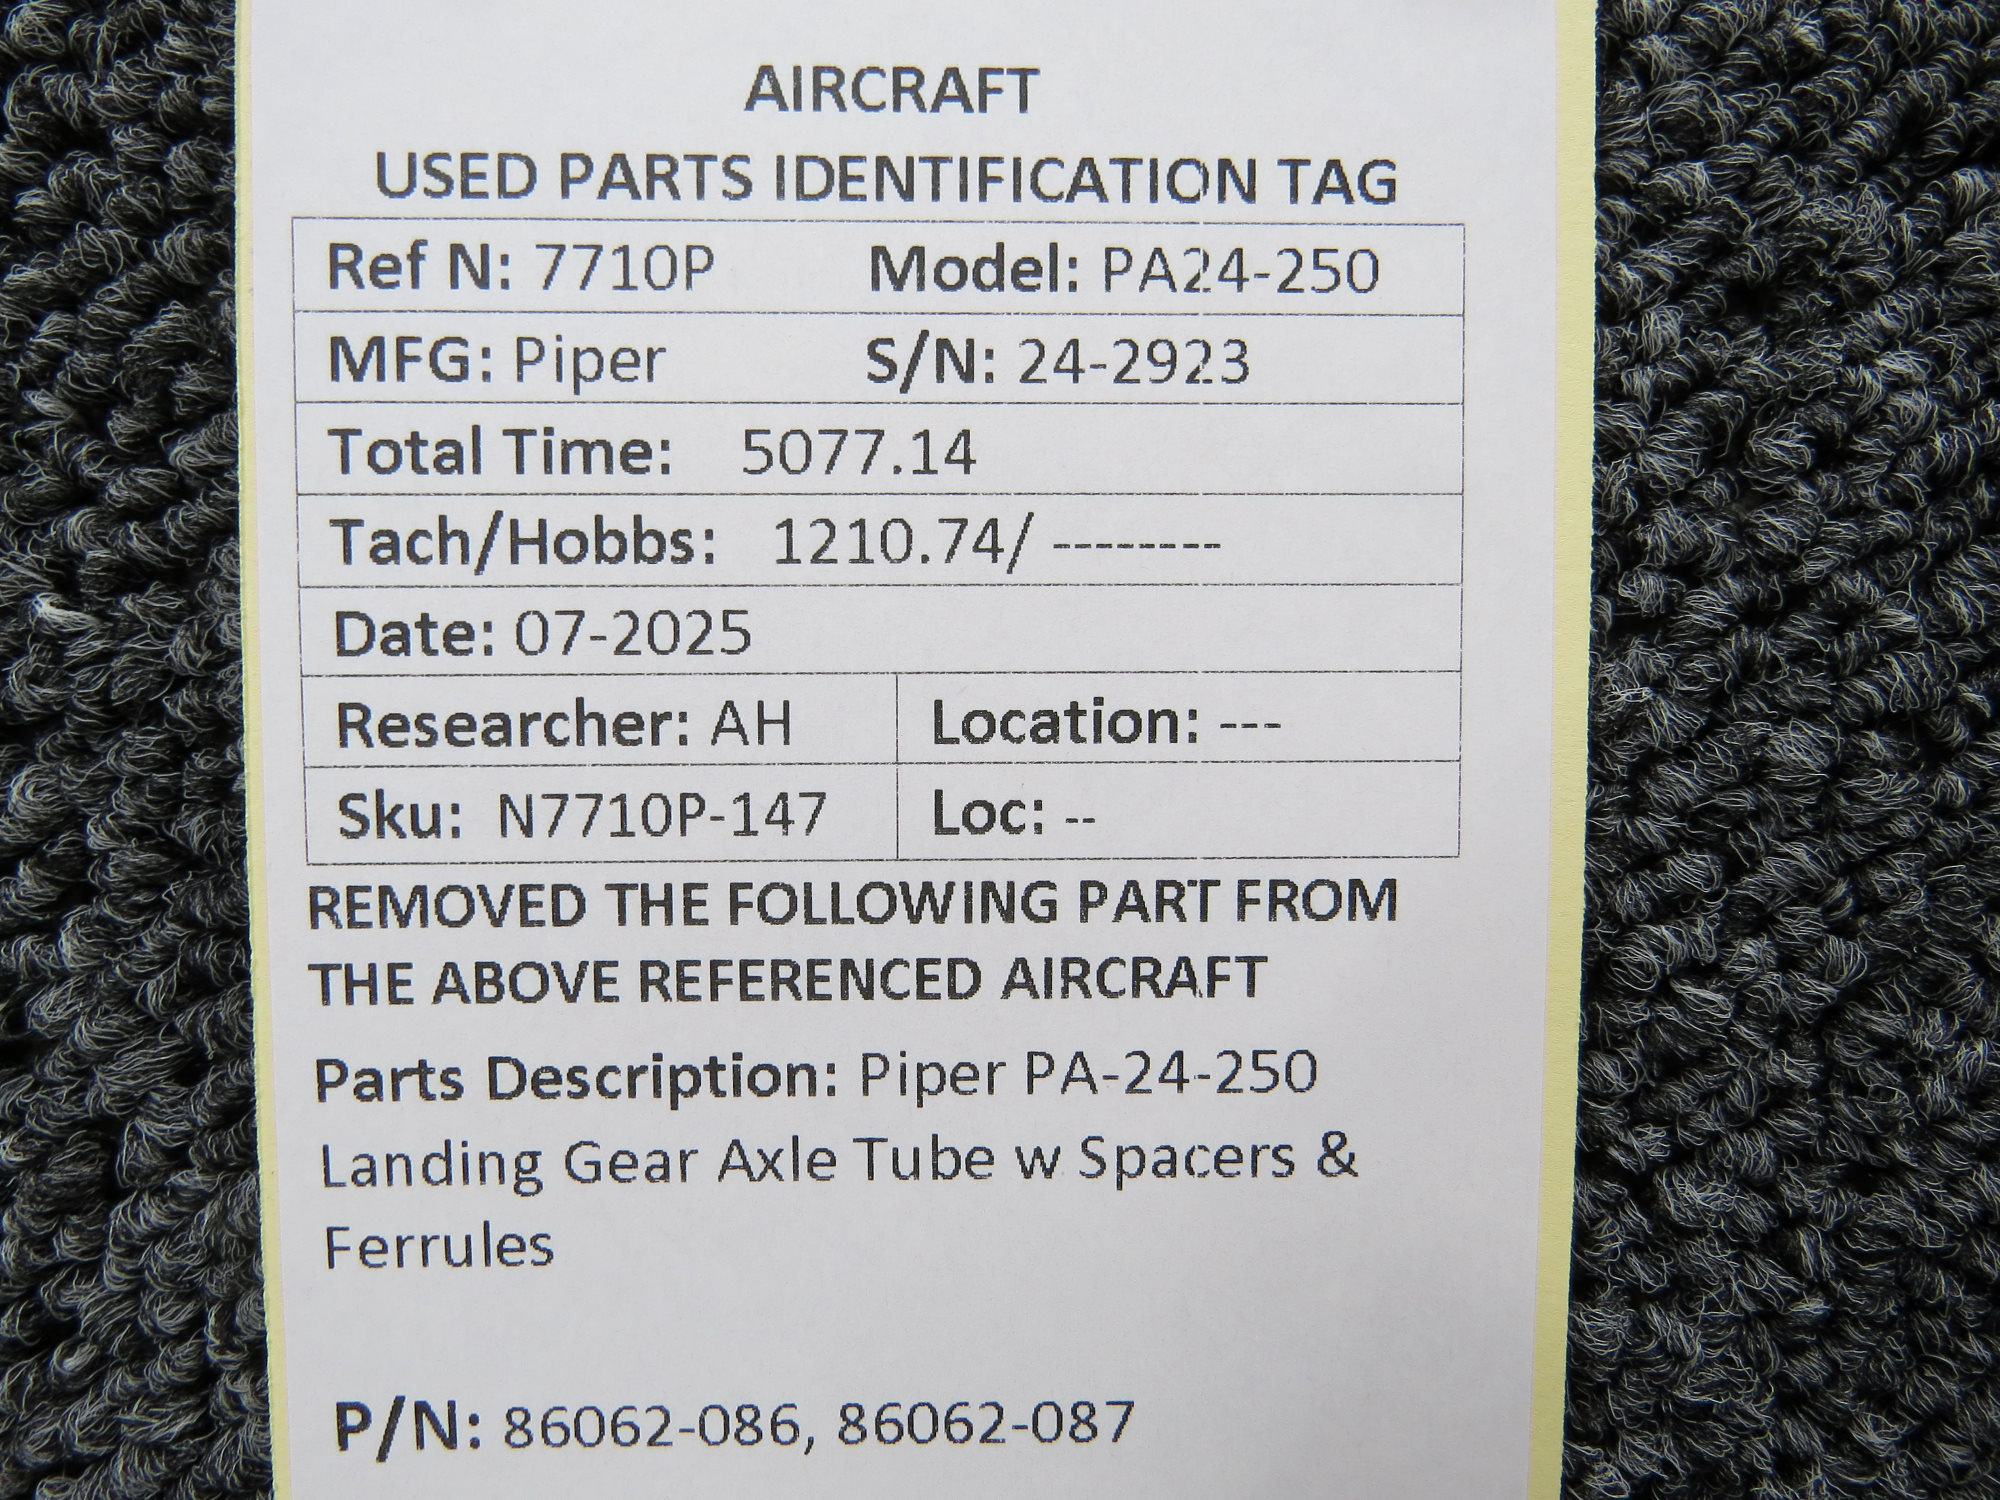 AIRCRAFT
USED PARTS IDENTIFICATION TAG
Ref N: 7710P Model: PA24-250
MFG: Piper S/N: 24-2923
Total Time: 5077.14
Tach/Hobbs: 1210.74/ --------
Date: 07-2025
Researcher: AH Location: ---
Sku: N7710P-147 Loc: --
REMOVED THE FOLLOWING PART FROM
THE ABOVE REFERENCED AIRCRAFT
Parts Description: Piper PA-24-250
Landing Gear Axle Tube w Spacers &
Ferrules
P/N: 86062-086, 86062-087